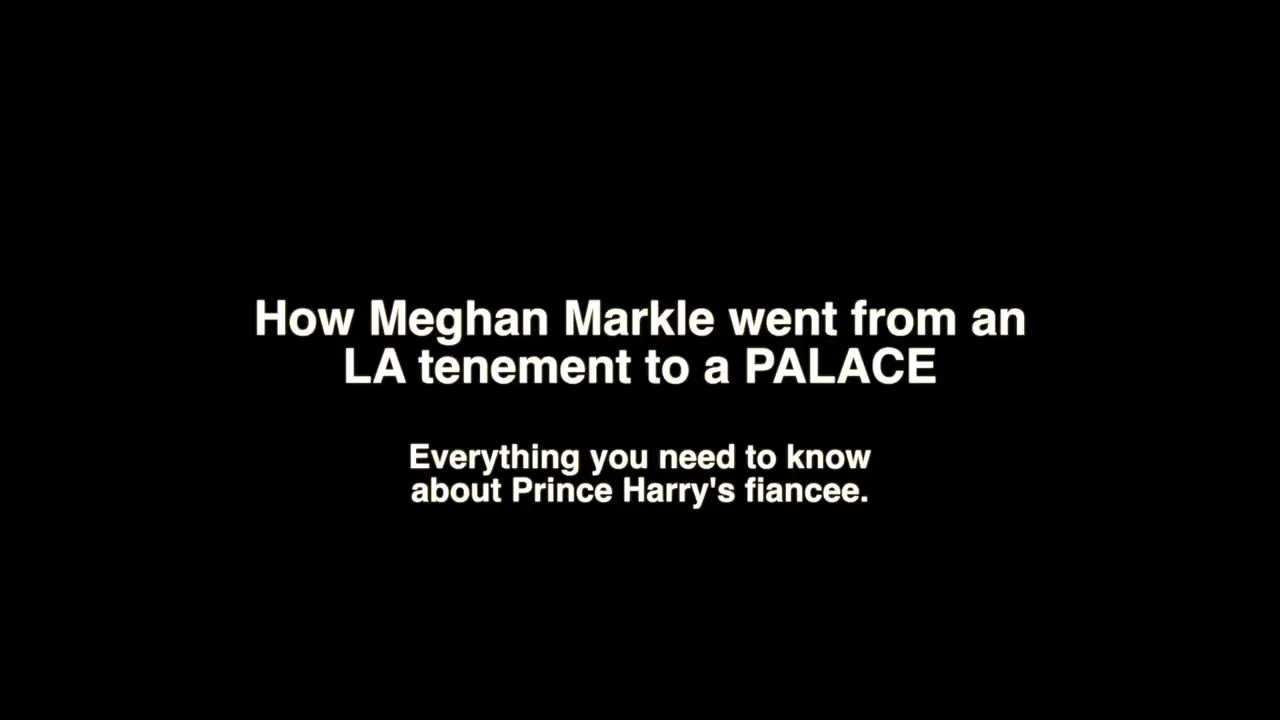 How Meghan Markle went from an
LA tenement to a PALACE
Everything you need to know
about Prince Harry's fiancee.